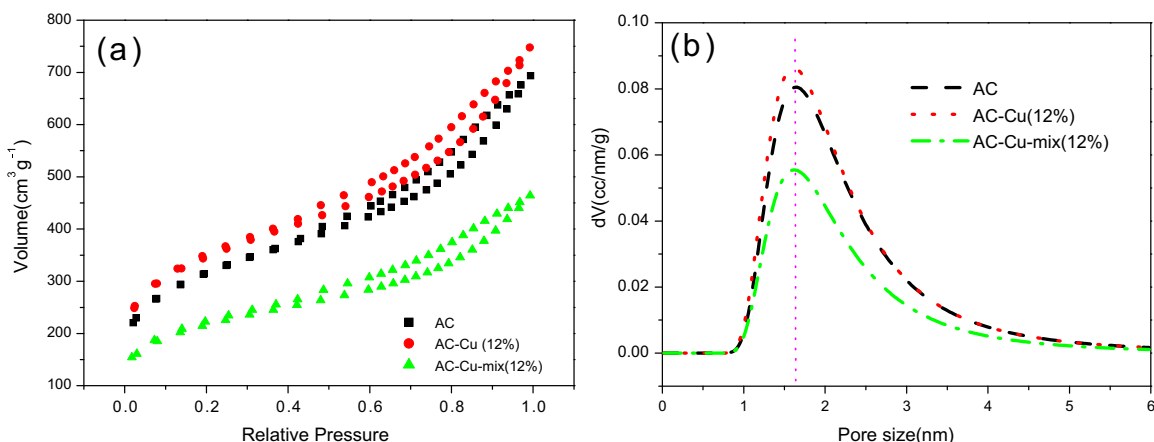 (a)
Volume(cm³g⁻¹)
800
700
600
500
400
300
200
100
0.0 0.2 0.4 0.6 0.8 1.0
Relative Pressure
AC
AC-Cu (12%)
AC-Cu-mix(12%)
(b)
dV(cc/nm/g)
0.10
0.08
0.06
0.04
0.02
0.00
0 1 2 3 4 5 6
Pore size(nm)
AC
AC-Cu(12%)
AC-Cu-mix(12%)